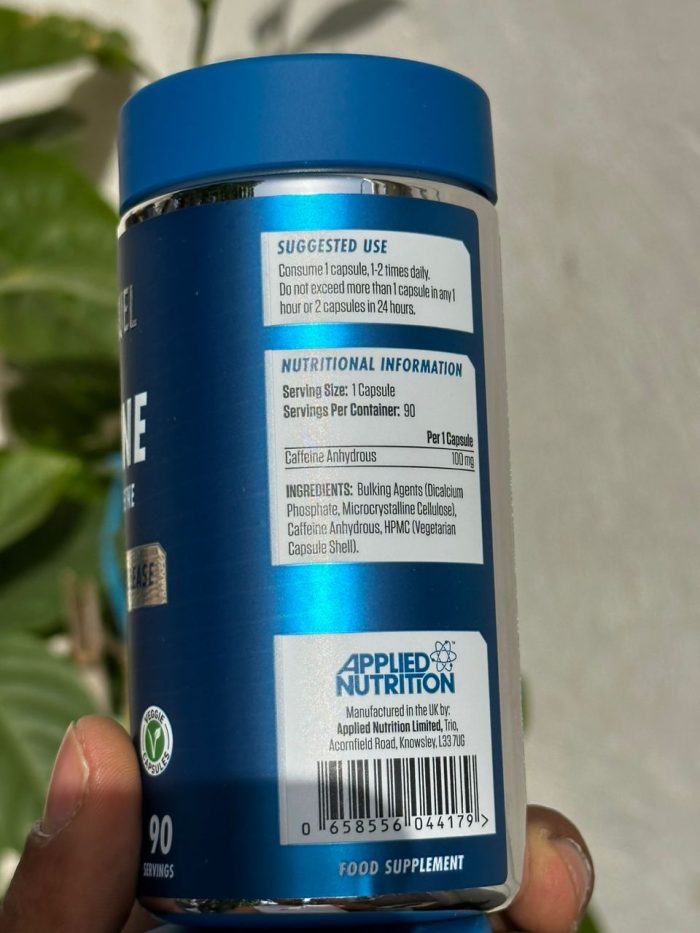 SUGGESTED USE
Consume 1 capsule, 1-2 times daily.
Do not exceed more than 1 capsule in any 1
hour or 2 capsules in 24 hours.
NUTRITIONAL INFORMATION
Serving Size: 1 Capsule
Servings Per Container: 90
Per 1 Capsule
Caffeine Anhydrous 100 mg
INGREDIENTS: Bulking Agents (Dicalcium
Phosphate, Microcrystalline Cellulose),
Caffeine Anhydrous, HPMC (Vegetarian
Capsule Shell).
APPLIED
NUTRITION
TM
Manufactured in the UK by:
Applied Nutrition Limited, Trio,
Acornfield Road, Knowsley, L33 7UG
0 658556 044179 >
FOOD SUPPLEMENT
VEGGIE
CAPSULES
90
SERVINGS